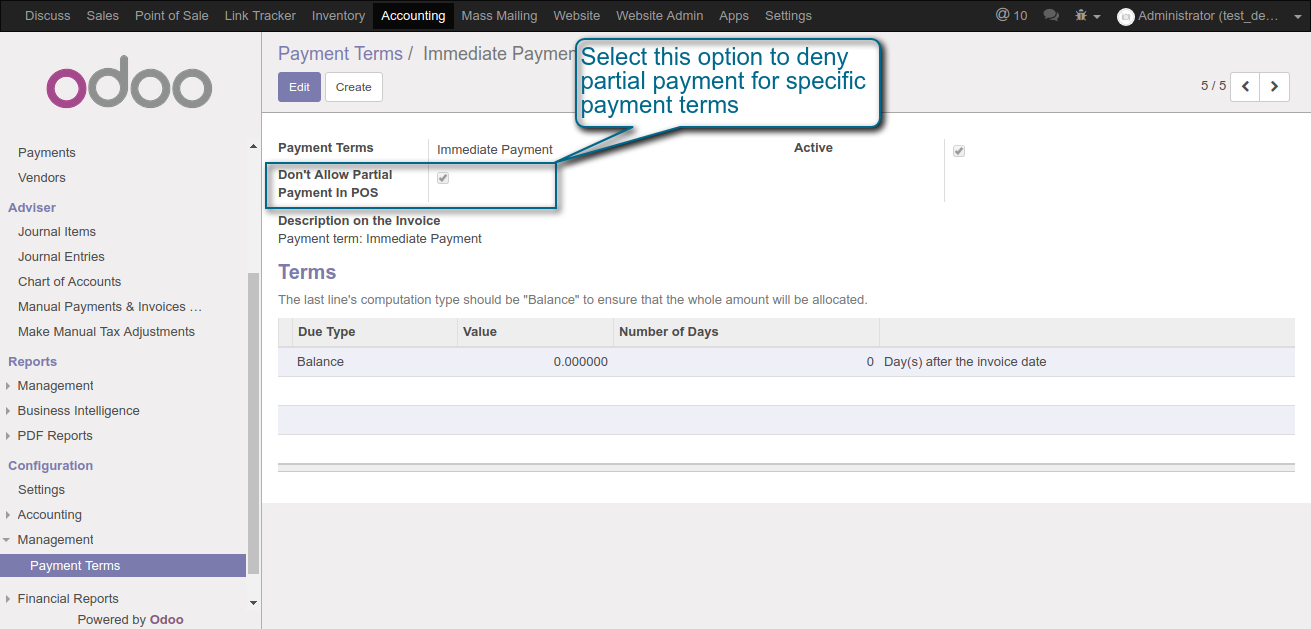 Discuss Sales Point of Sale Link Tracker Inventory Accounting Mass Mailing Website Website Admin Apps Settings @ 10 Administrator (test_de...
odoo
Payments
Vendors
Adviser
Journal Items
Journal Entries
Chart of Accounts
Manual Payments & Invoices ...
Make Manual Tax Adjustments
Reports
Management
Business Intelligence
PDF Reports
Configuration
Settings
Accounting
Management
Payment Terms
Financial Reports
Powered by Odoo
Payment Terms / Immediate Paymen
Edit Create
5 / 5
Select this option to deny
partial payment for specific
payment terms
Payment Terms Immediate Payment Active
Don't Allow Partial
Payment In POS
Description on the Invoice
Payment term: Immediate Payment
Terms
The last line's computation type should be "Balance" to ensure that the whole amount will be allocated.
Due Type Value Number of Days
Balance 0.000000 0 Day(s) after the invoice date